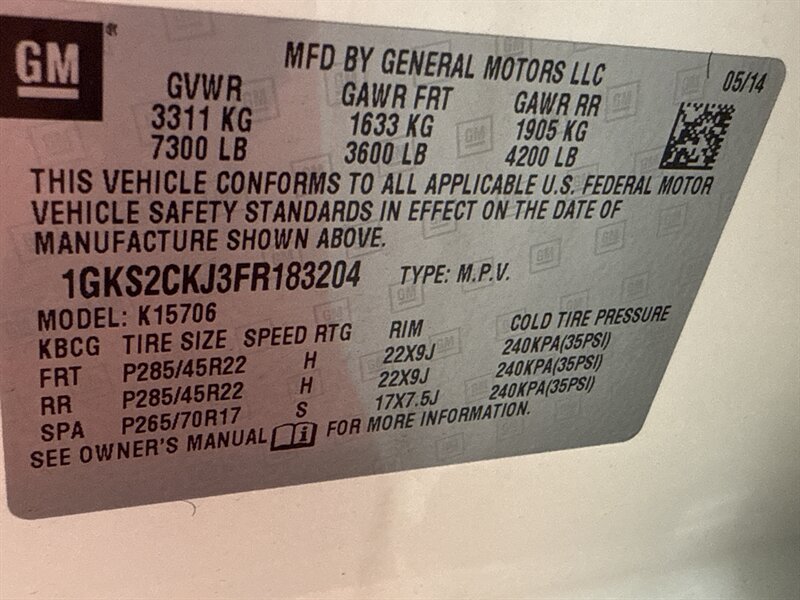 GM
MFD BY GENERAL MOTORS LLC
05/14
GVWR GAWR FRT GAWR RR
3311 KG 1633 KG 1905 KG
7300 LB 3600 LB 4200 LB
THIS VEHICLE CONFORMS TO ALL APPLICABLE U.S. FEDERAL MOTOR
VEHICLE SAFETY STANDARDS IN EFFECT ON THE DATE OF
MANUFACTURE SHOWN ABOVE.
1GKS2CKJ3FR183204 TYPE: M.P.V.
MODEL: K15706
KBCG TIRE SIZE SPEED RTG RIM COLD TIRE PRESSURE
FRT P285/45R22 H 22X9J 240KPA(35PSI)
RR P285/45R22 H 22X9J 240KPA(35PSI)
SPA P265/70R17 S 17X7.5J 240KPA(35PSI)
SEE OWNER'S MANUAL i FOR MORE INFORMATION.